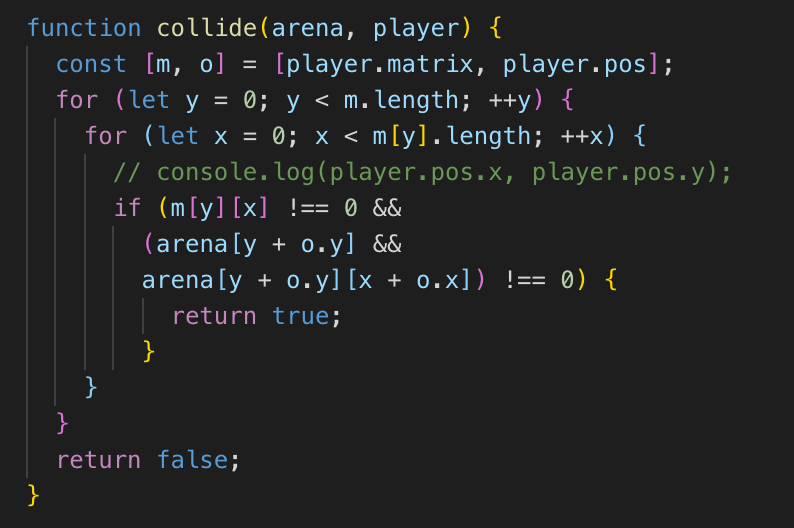 function collide(arena, player) {
const [m, o] = [player.matrix, player.pos];
for (let y = 0; y < m.length; ++y) {
for (let x = 0; x < m[y].length; ++x) {
// console.log(player.pos.x, player.pos.y);
if (m[y][x] !== 0 &&
(arena[y + o.y] &&
arena[y + o.y][x + o.x]) !== 0) {
return true;
}
}
}
return false;
}